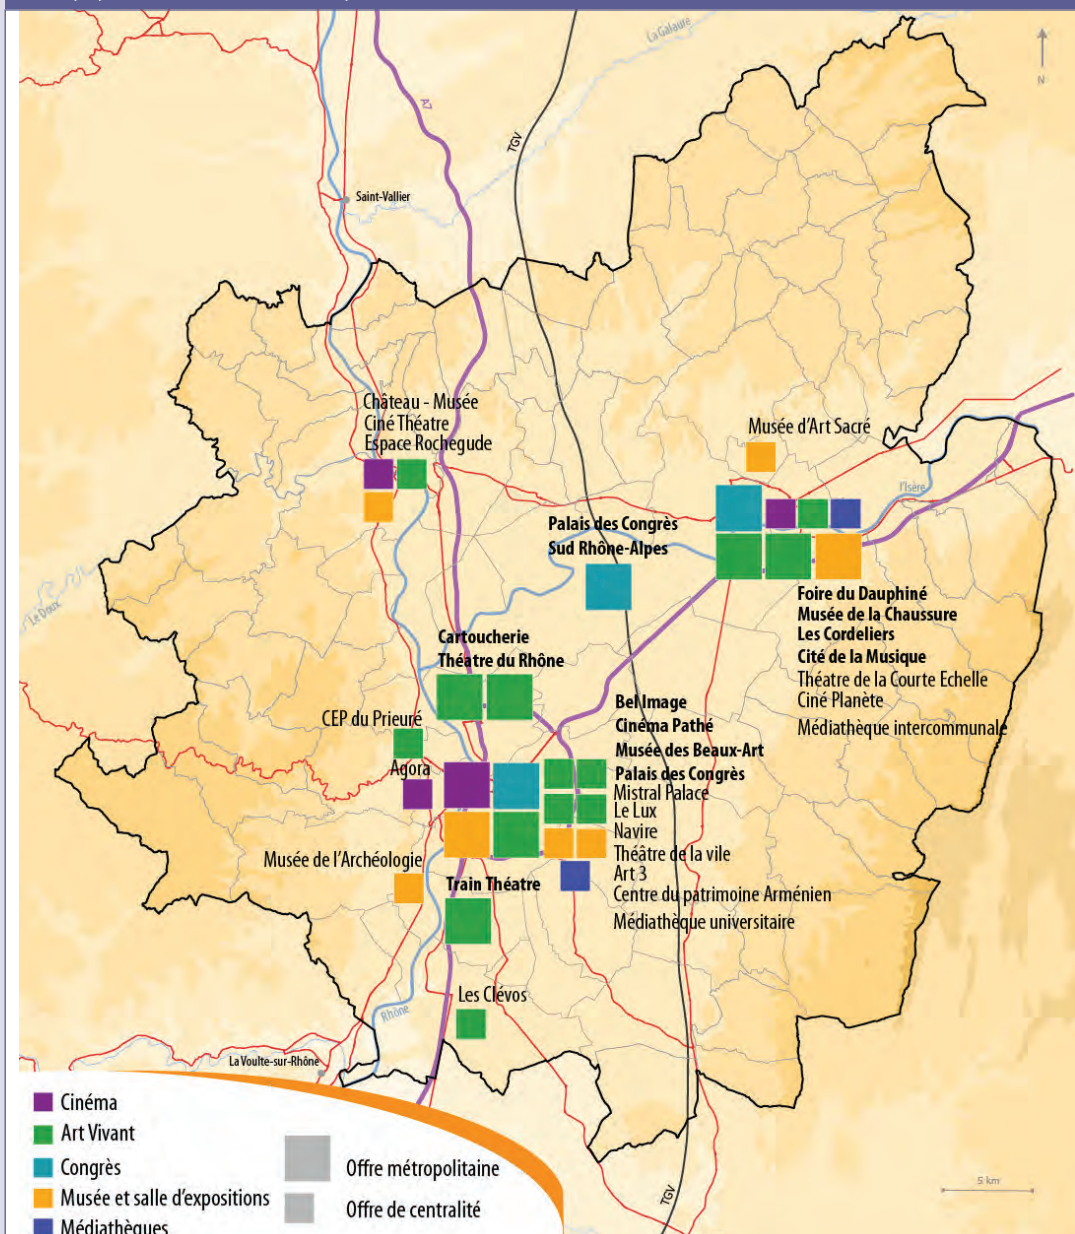 La Galaure
N
A7
TGV
Saint-Vallier
Château - Musée
Ciné Théatre
Espace Rochegude
Musée d'Art Sacré
l'Isère
Palais des Congrès
Sud Rhône-Alpes
Le Doux
Foire du Dauphiné
Musée de la Chaussure
Les Cordeliers
Cité de la Musique
Théatre de la Courte Echelle
Ciné Planète
Médiathèque intercommunale
Cartoucherie
Théatre du Rhône
CEP du Prieuré
Agora
Bel Image
Cinéma Pathé
Musée des Beaux-Art
Palais des Congrès
Mistral Palace
Le Lux
Navire
Théâtre de la vile
Art 3
Centre du patrimoine Arménien
Médiathèque universitaire
Musée de l'Archéologie
Train Théatre
Les Clévos
Rhône
La Voulte-sur-Rhône
Cinéma
Art Vivant
Congrès
Musée et salle d'expositions
Médiathèques
Offre métropolitaine
Offre de centralité
TGV
5 km